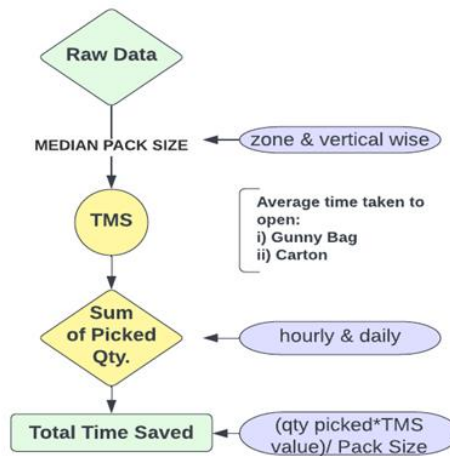 Raw Data
MEDIAN PACK SIZE
zone & vertical wise
TMS
Average time taken to
open:
i) Gunny Bag
ii) Carton
Sum
of Picked
Qty.
hourly & daily
Total Time Saved
(qty picked*TMS
value)/ Pack Size